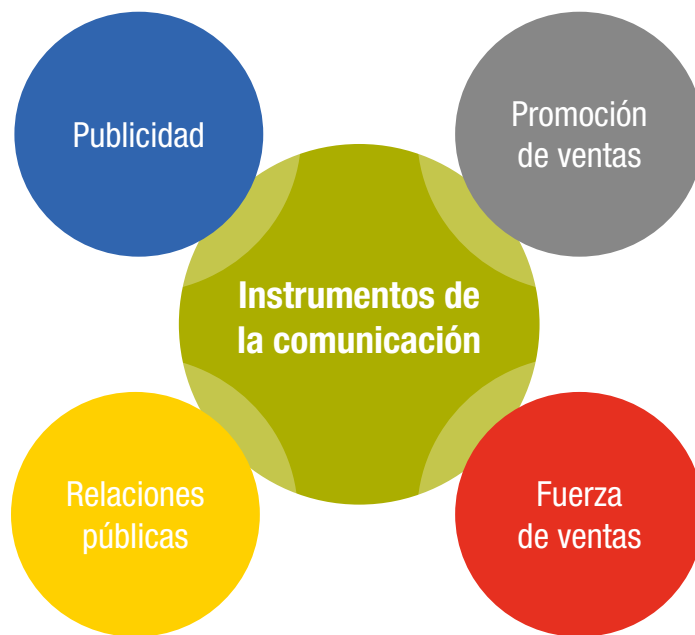 Publicidad
Promoción
de ventas
Instrumentos de
la comunicación
Relaciones
públicas
Fuerza
de ventas